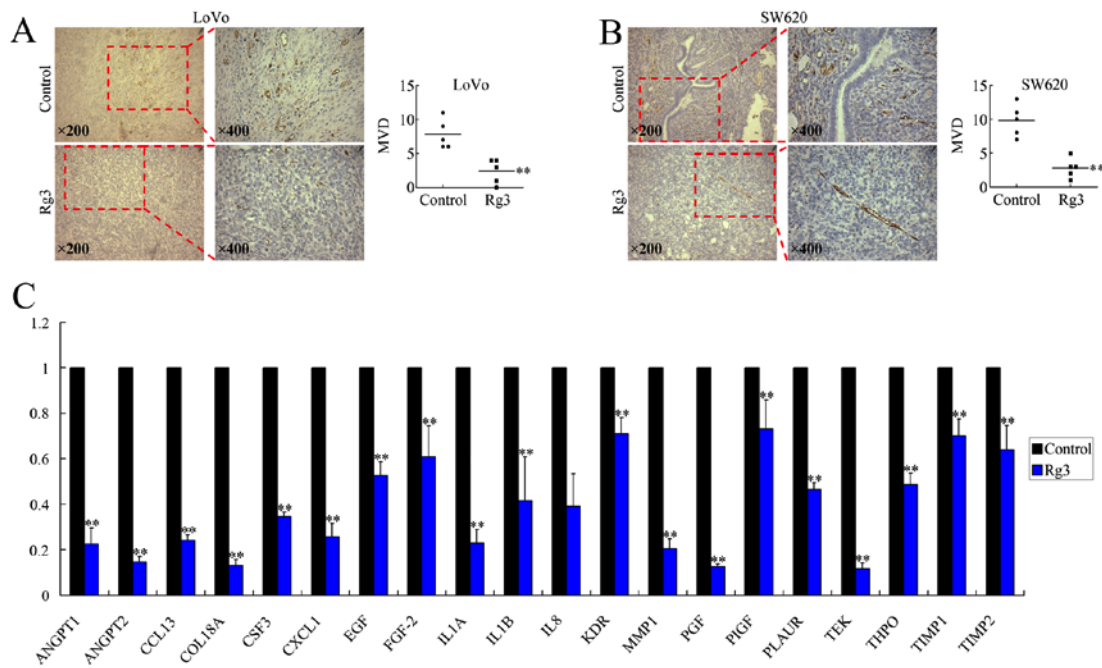 A
LoVo
Control
×200
×400
Rg3
×200
×400
LoVo
MVD
15
10
5
0
Control
Rg3
**
B
SW620
Control
×200
×400
Rg3
×200
×400
SW620
MVD
15
10
5
0
Control
Rg3
**
C
1.2
1
0.8
0.6
0.4
0.2
0
** ** ** ** ** ** ** ** ** ** ** ** ** ** ** ** ** ** **
ANGPT1
ANGPT2
CCL13
COL18A
CSF3
CXCL1
EGF
FGF-2
IL1A
IL1B
IL8
KDR
MMP1
PGF
PIGF
PLAUR
TEK
THPO
TIMP1
TIMP2
Control
Rg3